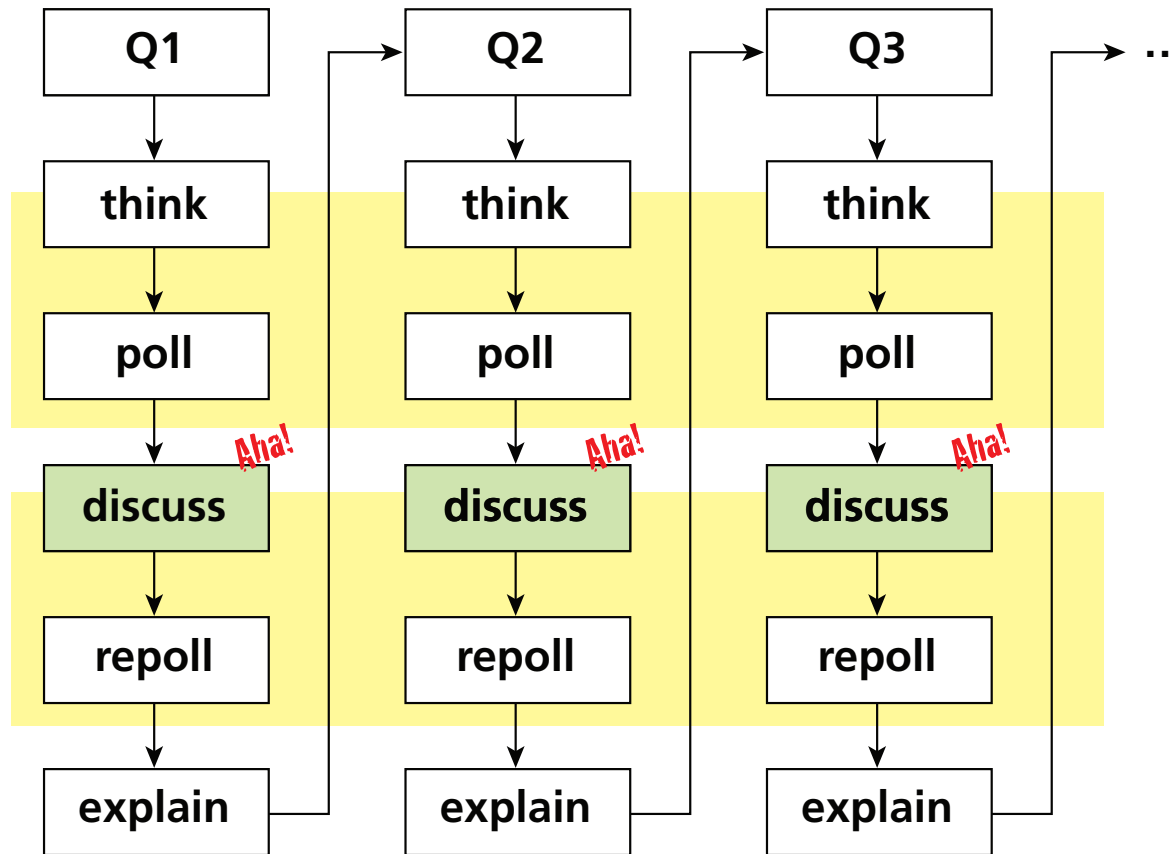 Q1
Q2
Q3
..
think
think
think
poll
poll
poll
Aha!
Aha!
Aha!
discuss
discuss
discuss
repoll
repoll
repoll
explain
explain
explain